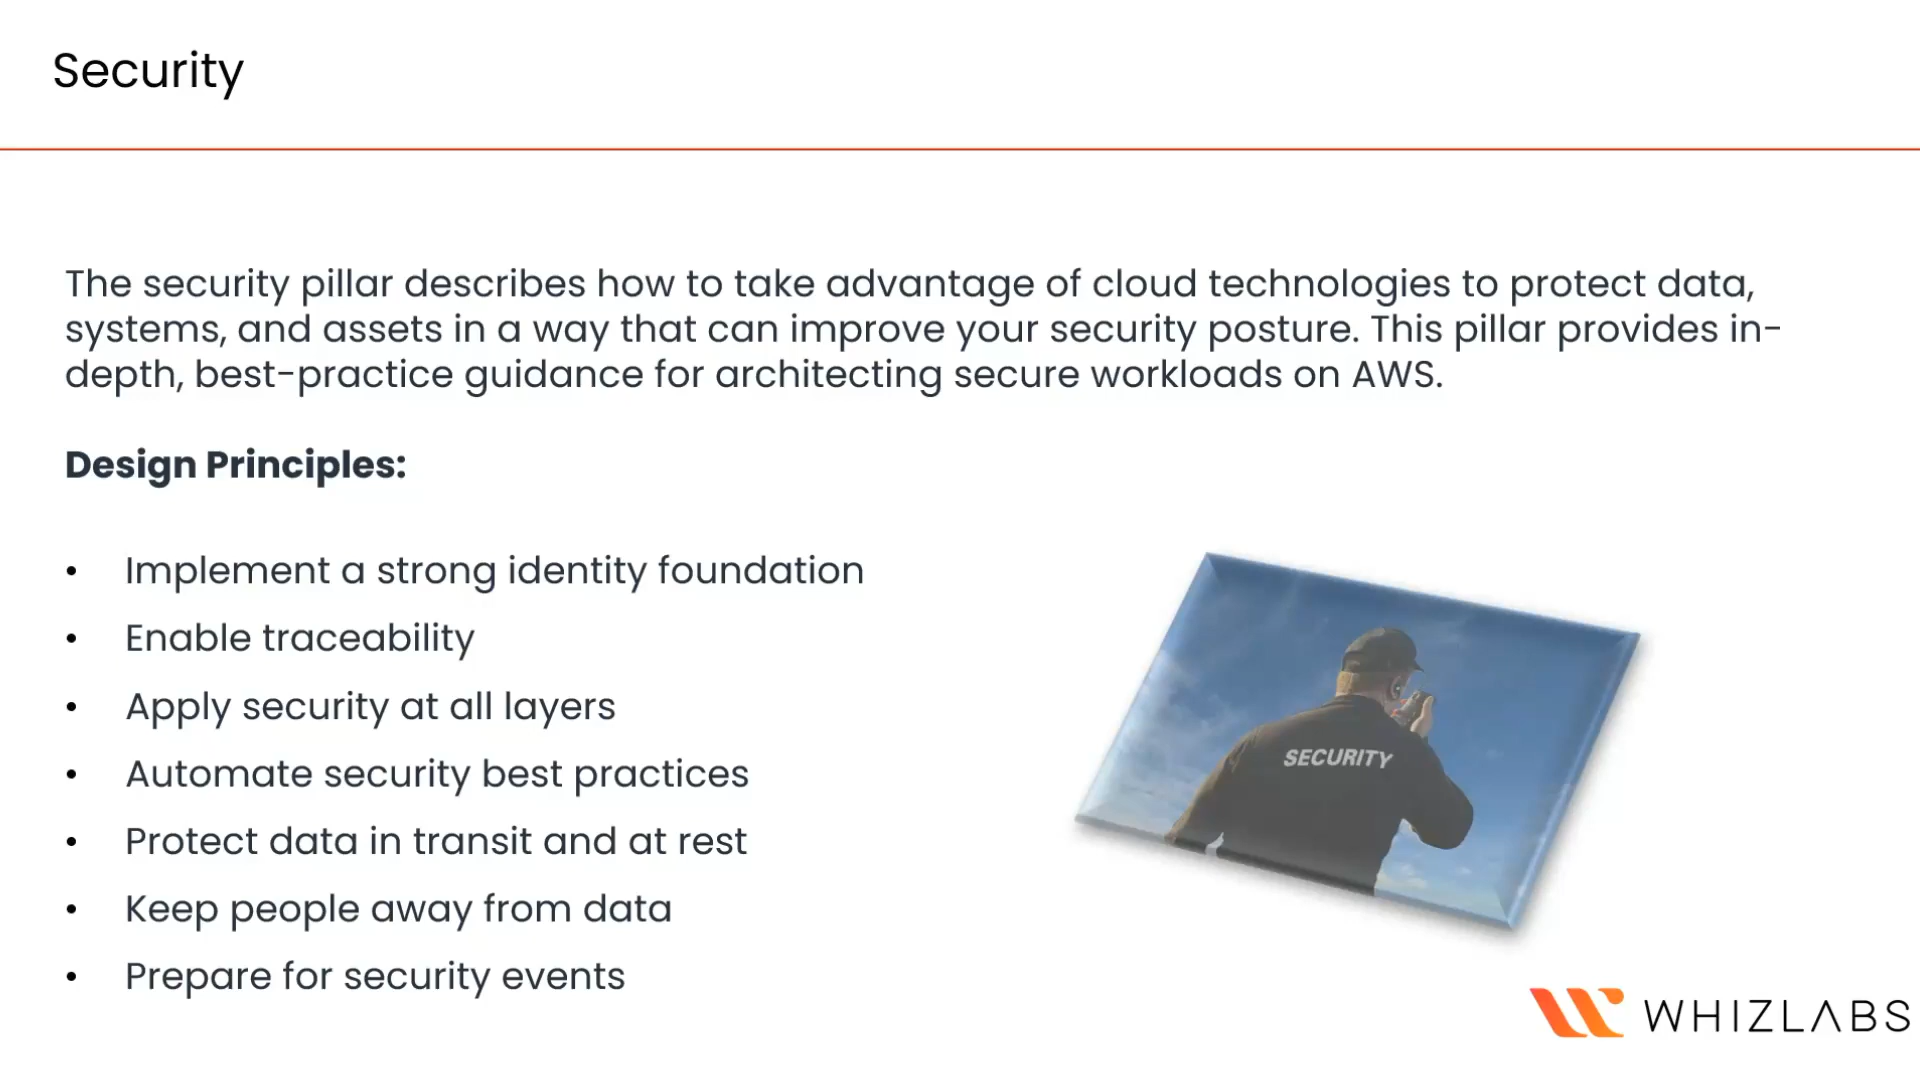 Security
The security pillar describes how to take advantage of cloud technologies to protect data,
systems, and assets in a way that can improve your security posture. This pillar provides in-
depth, best-practice guidance for architecting secure workloads on AWS.
Design Principles:
• Implement a strong identity foundation
• Enable traceability
• Apply security at all layers
• Automate security best practices
• Protect data in transit and at rest
• Keep people away from data
• Prepare for security events
SECURITY
WHIZLABS